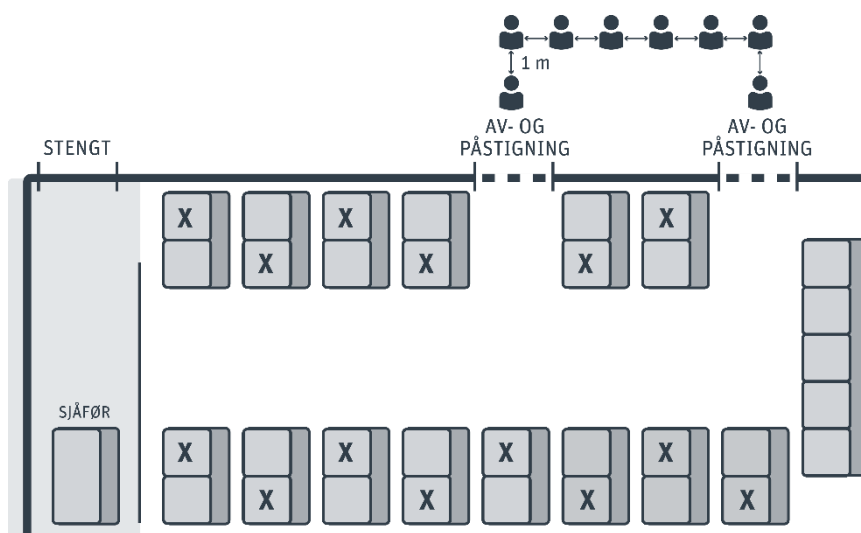 1 m
AV- OG
PÅSTIGNING
AV- OG
PÅSTIGNING
STENGT
X X X
X X X
SJÅFØR
X X X X
X X X X